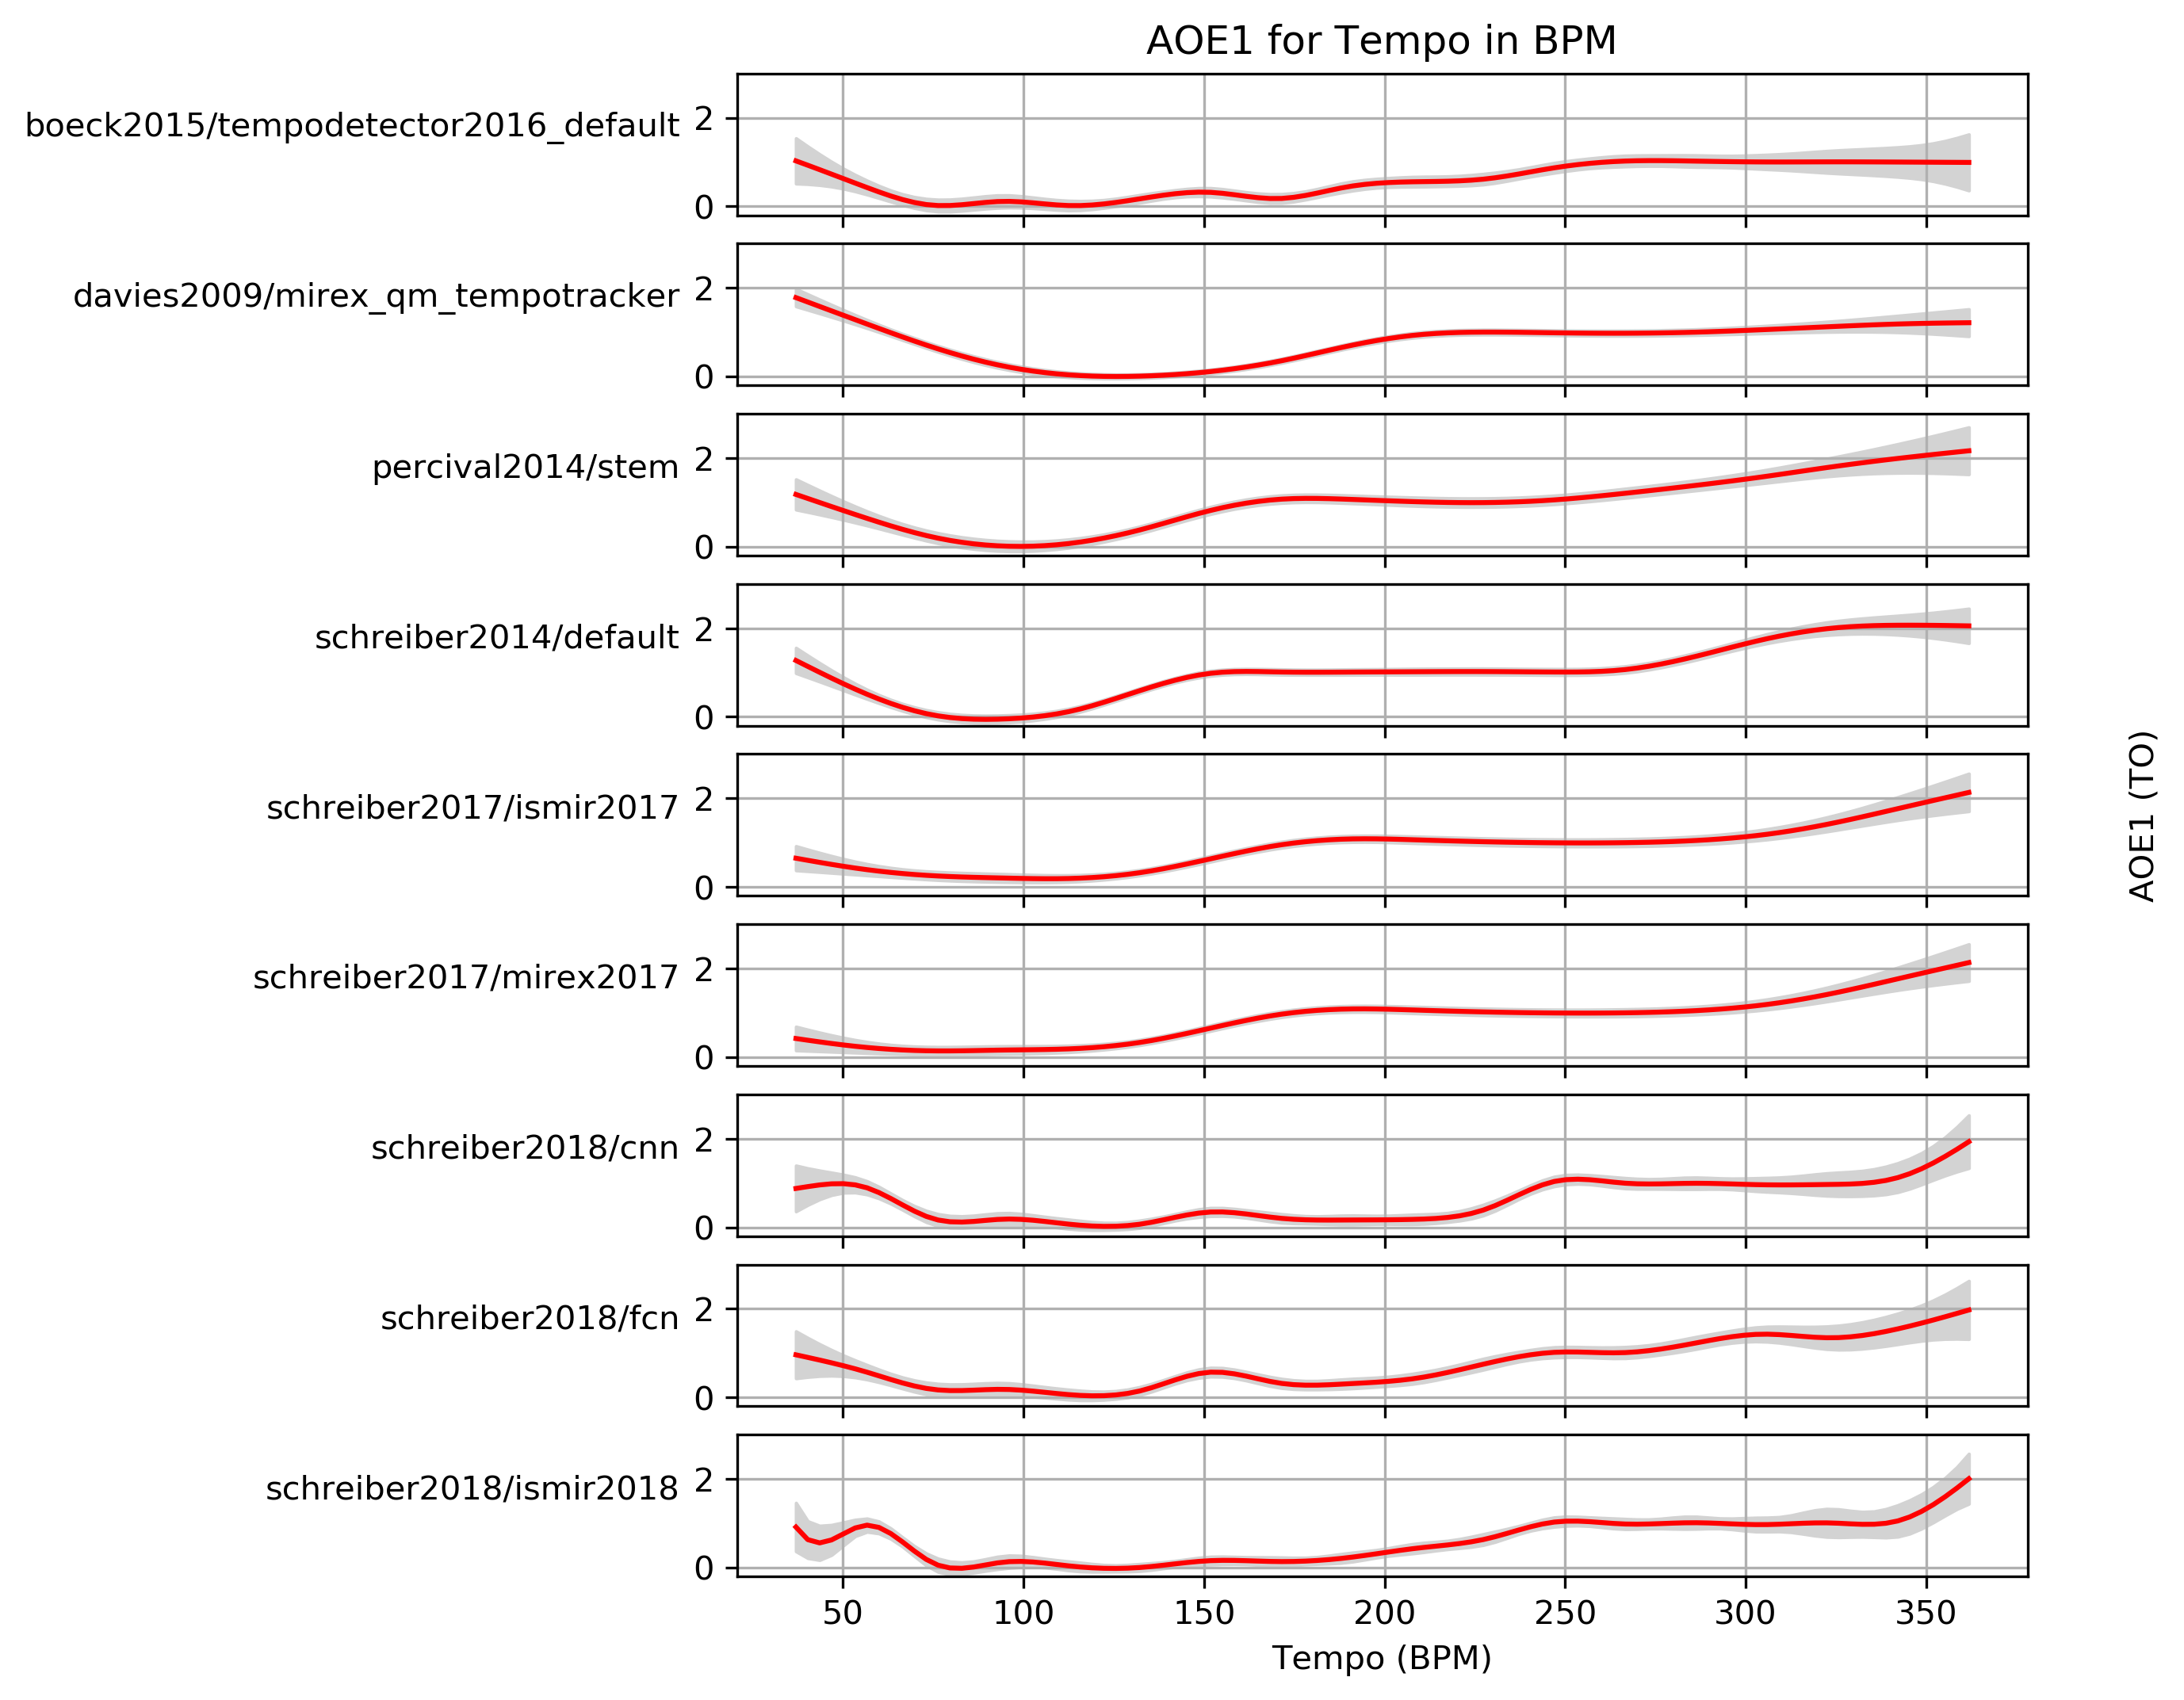 AOE1 for Tempo in BPM
boeck2015/tempodetector2016_default
2
0
davies2009/mirex_qm_tempotracker
2
0
percival2014/stem
2
0
schreiber2014/default
2
0
schreiber2017/ismir2017
2
0
schreiber2017/mirex2017
2
0
schreiber2018/cnn
2
0
schreiber2018/fcn
2
0
schreiber2018/ismir2018
2
0
50 100 150 200 250 300 350
Tempo (BPM)
AOE1 (TO)